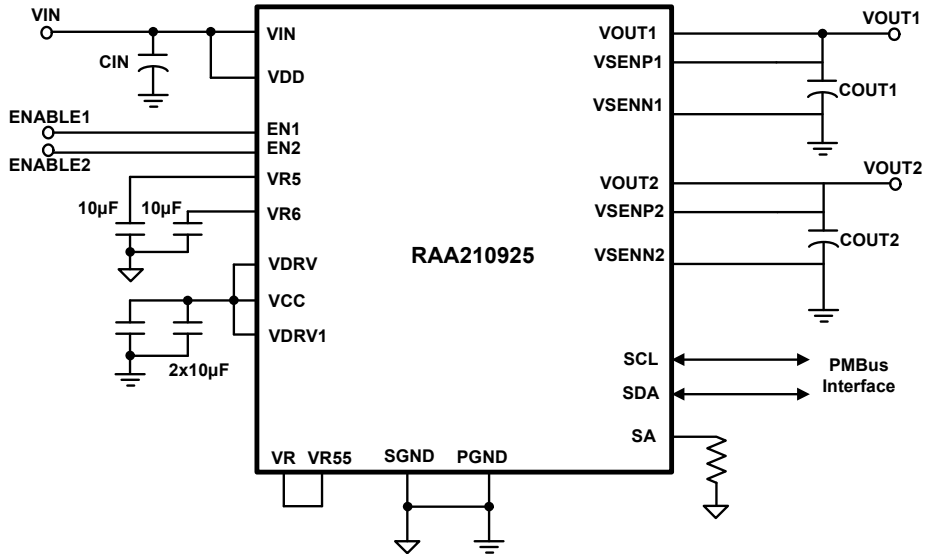 VIN
CIN
ENABLE1
ENABLE2
10µF 10µF
2x10µF
VIN
VDD
EN1
EN2
VR5
VR6
VDRV
VCC
VDRV1
VR VR55 SGND PGND
RAA210925
VOUT1
VSENP1
VSENN1
VOUT2
VSENP2
VSENN2
SCL
SDA
SA
VOUT1
COUT1
VOUT2
COUT2
PMBus
Interface